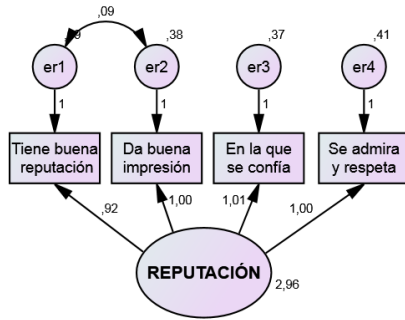 ,09
,38
,37
,41
er1
er2
er3
er4
1
1
1
1
Tiene buena
reputación
Da buena
impresión
En la que
se confía
Se admira
y respeta
,92
1,00
1,01
1,00
REPUTACIÓN
2,96